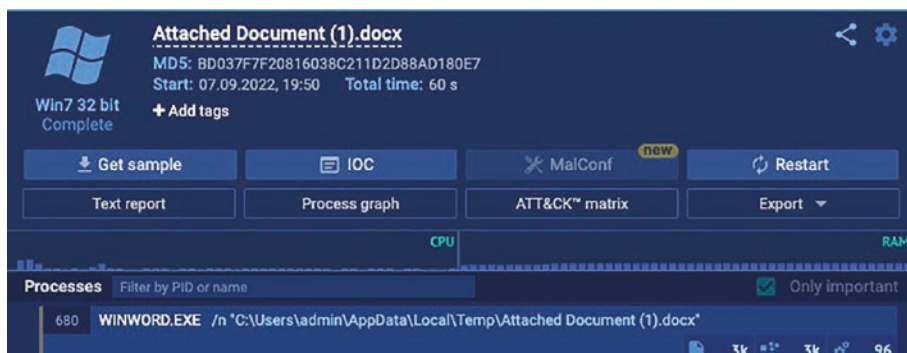 Attached Document (1).docx
MD5: BD037F7F20816038C211D2D88AD180E7
Start: 07.09.2022, 19:50 Total time: 60 s
Win7 32 bit
Complete
+ Add tags
Get sample
IOC
MalConf
new
Restart
Text report
Process graph
ATT&CK™ matrix
Export
CPU
RAM
Processes Filter by PID or name Only important
680 WINWORD.EXE /n "C:\Users\admin\AppData\Local\Temp\Attached Document (1).docx"
3k 3k 96